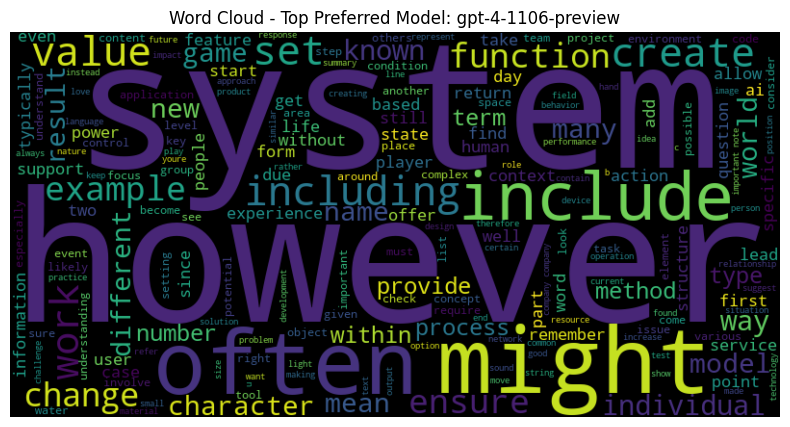 Word Cloud - Top Preferred Model: gpt-4-1106-preview
even content future feature response step others represent take team project environment code
value game set known function create
summary condition line allow ai
typically understand result instead impact love start approach product get another day return consider
system
language application new power level control key life based area without still state place creating similar term find many field behavior space image hand add world question possible position
always nature youre keep play people form human player idea performance important note specific
support focus group due rather around complex context action role b contain
example including include
two become see experience name offer person
especially event since different device therefore certain design well list must look
however
relationship type structure element task operation lead
likely practice setting potential provide method
information understanding work development given important check concept require part word current found come suggest first situation
sure solution number within process remember issue increase various way
challenge refer user case object problem right light option end network resource common good test service
often might model
involve size want making tool text output sound move string show point made technology
water small material change character mean ensure individual
company company